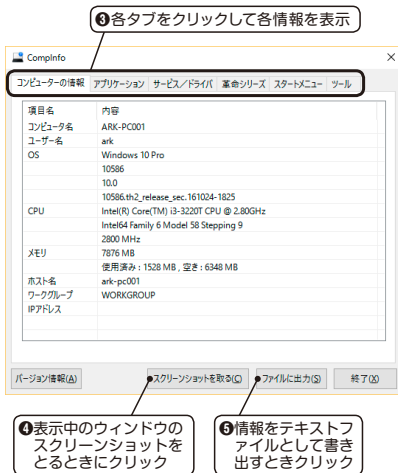 ❸各タブをクリックして各情報を表示
CompInfo
コンピューターの情報 アプリケーション サービス／ドライバ 革命シリーズ スタートメニュー ツール
項目名 内容
コンピュータ名 ARK-PC001
ユーザー名 ark
OS Windows 10 Pro
10586
10.0
10586.th2_release_sec.161024-1825
CPU Intel(R) Core(TM) i3-3220T CPU @ 2.80GHz
Intel64 Family 6 Model 58 Stepping 9
2800 MHz
メモリ 7876 MB
使用済み : 1528 MB , 空き : 6348 MB
ホスト名 ark-pc001
ワークグループ WORKGROUP
IPアドレス
バージョン情報(A) スクリーンショットを取る(C) ファイルに出力(S) 終了(X)
❹表示中のウィンドウの
スクリーンショットを
とるときにクリック
❺情報をテキストフ
ァイルとして書き
出すときクリック